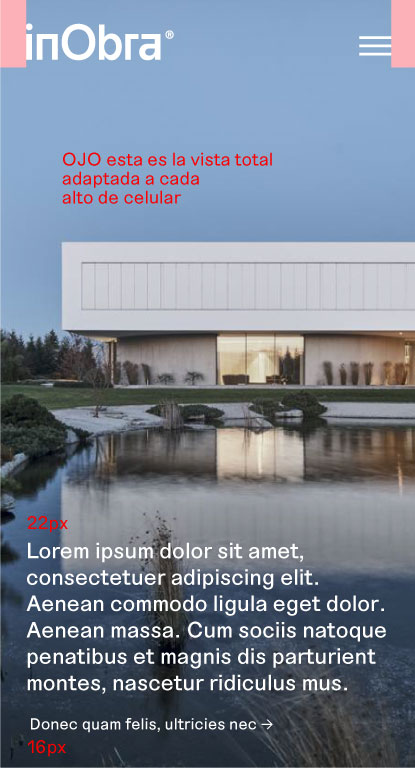 inObra®
OJO esta es la vista total
adaptada a cada
alto de celular
22px
Lorem ipsum dolor sit amet,
consectetuer adipiscing elit.
Aenean commodo ligula eget dolor.
Aenean massa. Cum sociis natoque
penatibus et magnis dis parturient
montes, nascetur ridiculus mus.
Donec quam felis, ultricies nec →
16px